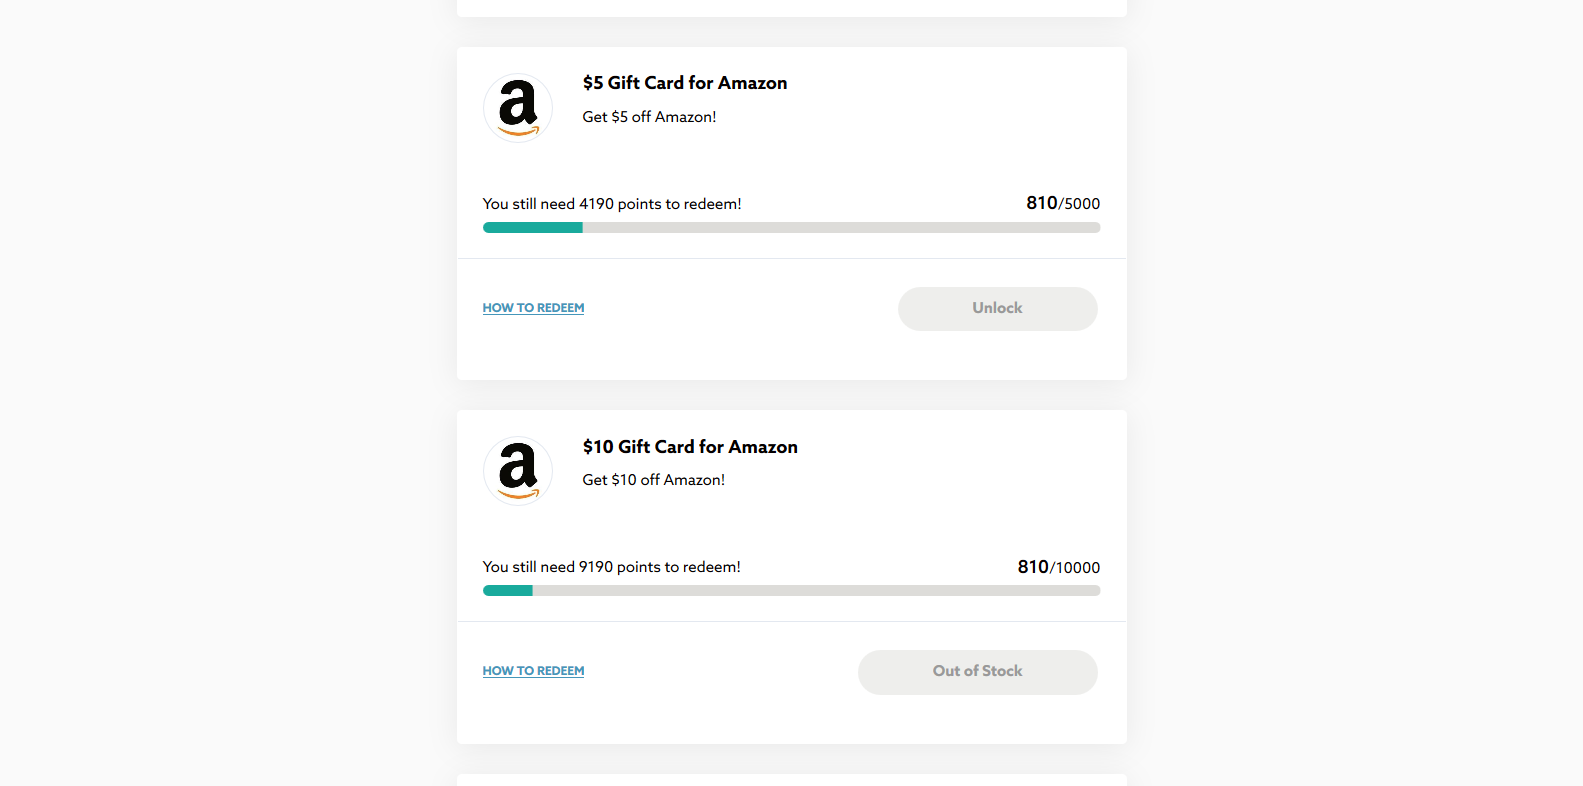 $5 Gift Card for Amazon
Get $5 off Amazon!
You still need 4190 points to redeem!
810/5000
HOW TO REDEEM
Unlock
$10 Gift Card for Amazon
Get $10 off Amazon!
You still need 9190 points to redeem!
810/10000
HOW TO REDEEM
Out of Stock